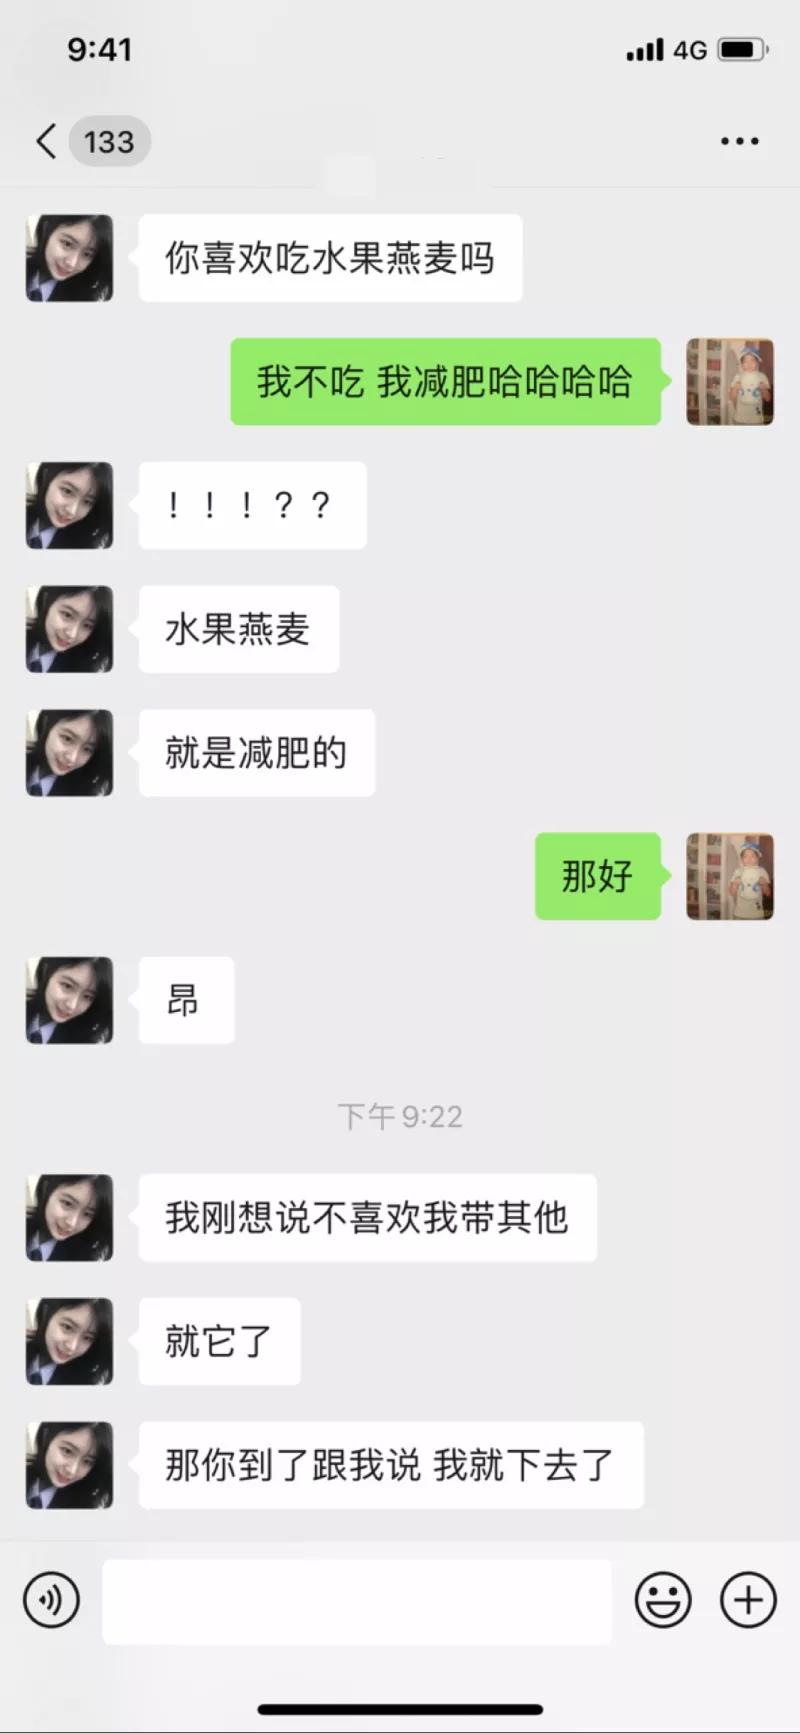 9:41
4G
133
你喜欢吃水果燕麦吗
我不吃 我减肥哈哈哈哈
！！！？？
水果燕麦
就是减肥的
那好
昂
下午9:22
我刚想说不喜欢我带其他
就它了
那你到了跟我说 我就下去了